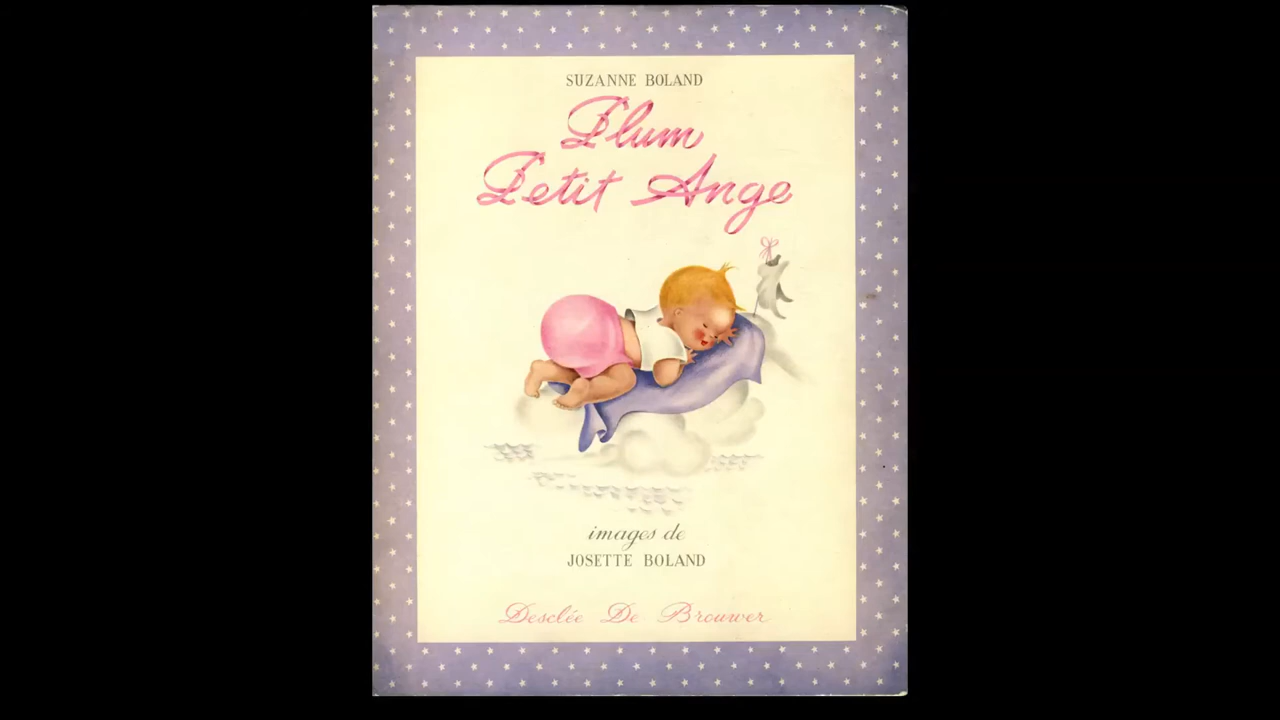 SUZANNE BOLAND
Plum
Petit Ange
images de
JOSETTE BOLAND
Desclée De Brouwer